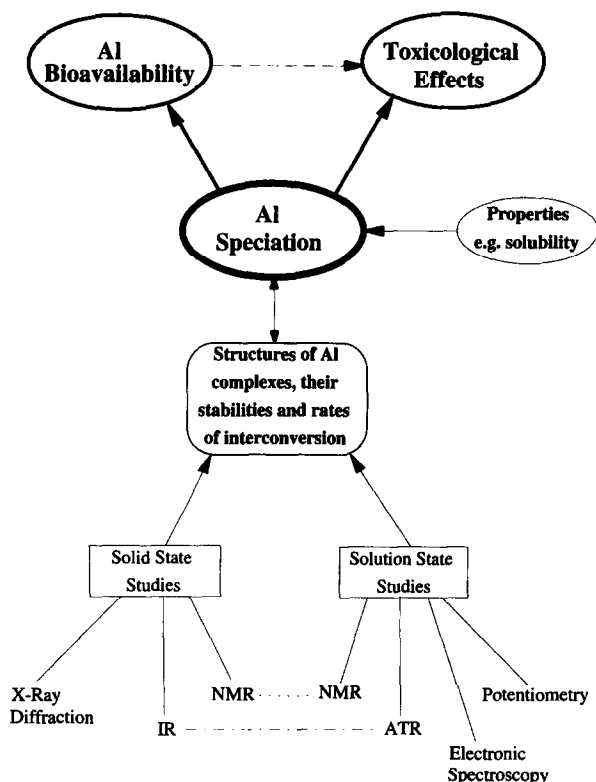 Al
Bioavailability
Toxicological
Effects
Al
Speciation
Properties
e.g. solubility
Structures of Al
complexes, their
stabilities and rates
of interconversion
Solid State
Studies
Solution State
Studies
X-Ray
Diffraction
NMR
NMR
Potentiometry
IR
ATR
Electronic
Spectroscopy